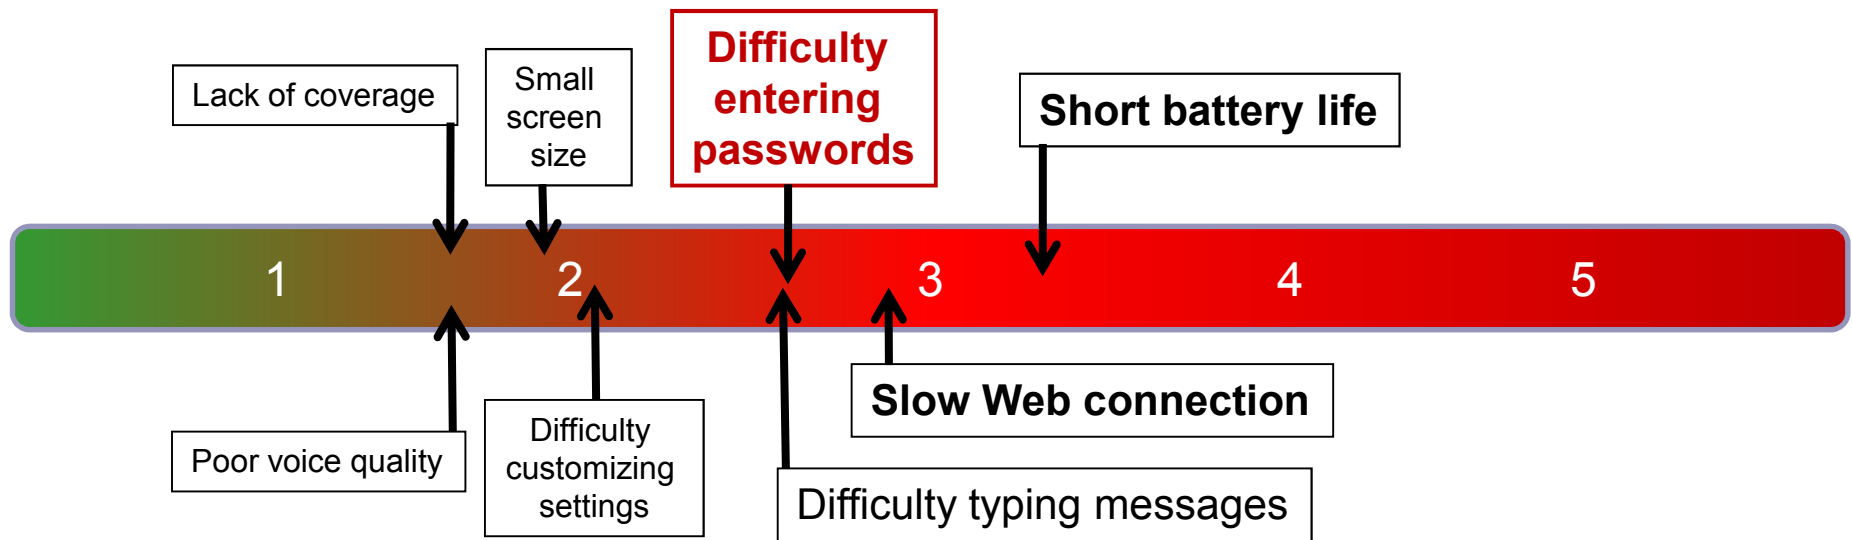 Lack of coverage
Small
screen
size
Difficulty
entering
passwords
Short battery life
1 2 3 4 5
Poor voice quality
Difficulty
customizing
settings
Slow Web connection
Difficulty typing messages